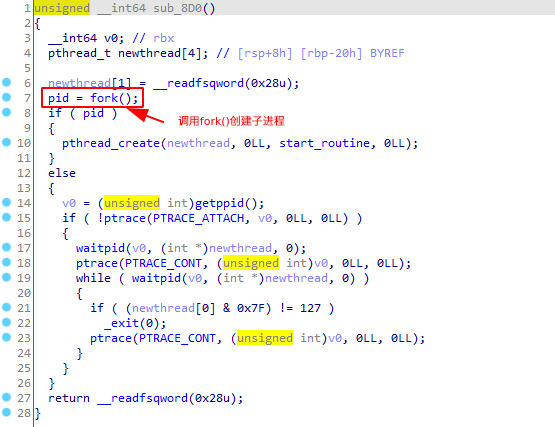 1 unsigned __int64 sub_8D0()
2 {
3 __int64 v0; // rbx
4 pthread_t newthread[4]; // [rsp+8h] [rbp-20h] BYREF
5
6 newthread[1] = __readfsqword(0x28u);
7 pid = fork();
8 if ( pid ) 调用fork()创建子进程
9 {
10 pthread_create(newthread, 0LL, start_routine, 0LL);
11 }
12 else
13 {
14 v0 = (unsigned int)getppid();
15 if ( !ptrace(PTRACE_ATTACH, v0, 0LL, 0LL) )
16 {
17 waitpid(v0, (int *)newthread, 0);
18 ptrace(PTRACE_CONT, (unsigned int)v0, 0LL, 0LL);
19 while ( waitpid(v0, (int *)newthread, 0) )
20 {
21 if ( (newthread[0] & 0x7F) != 127 )
22 _exit(0);
23 ptrace(PTRACE_CONT, (unsigned int)v0, 0LL, 0LL);
24 }
25 }
26 }
27 return __readfsqword(0x28u);
28 }